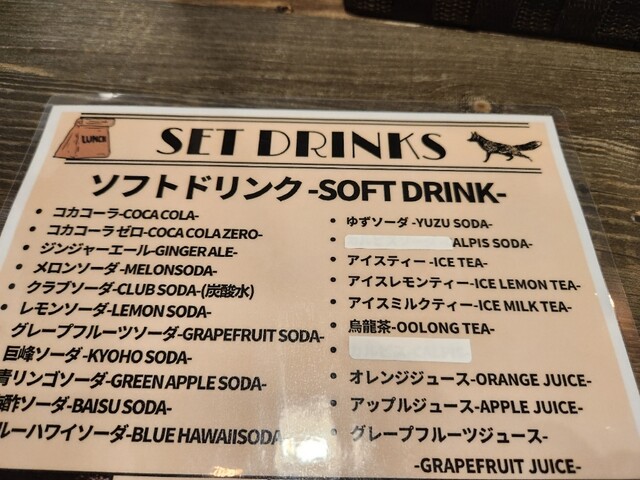 LUNCH
SET DRINKS
ソフトドリンク-SOFT DRINK-
• コカコーラ-COCA COLA-
• コカコーラゼロ-COCA COLA ZERO-
• ジンジャーエール-GINGER ALE-
• メロンソーダ-MELONSODA-
• クラブソーダ-CLUB SODA-(炭酸水)
• レモンソーダ-LEMON SODA-
グレープフルーツソーダ-GRAPEFRUIT SODA-
巨峰ソーダ-KYOHO SODA-
青リンゴソーダ-GREEN APPLE SODA-
酢ソーダ-BAISU SODA-
ルーハワイソーダ-BLUE HAWAIISODA-
• ゆずソーダ -YUZU SODA-
• ALPIS SODA-
• アイスティー -ICE TEA-
• アイスレモンティー-ICE LEMON TEA-
• アイスミルクティー-ICE MILK TEA-
• 烏龍茶-OOLONG TEA-
•
• オレンジジュース-ORANGE JUICE-
• アップルジュース-APPLE JUICE-
• グレープフルーツジュース-
-GRAPEFRUIT JUICE-